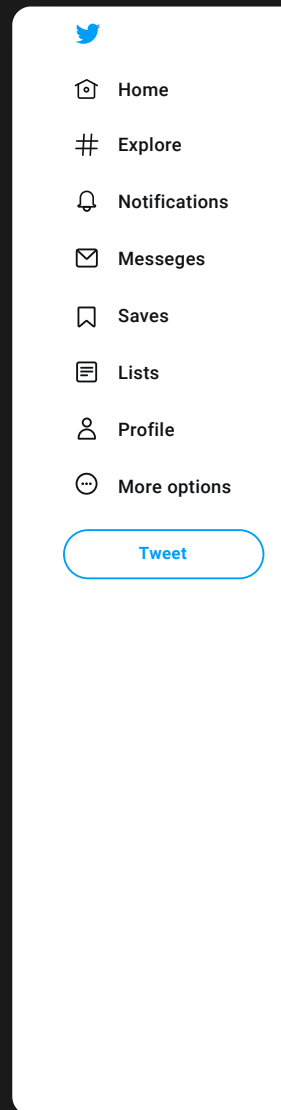 Home
Explore
Notifications
Messeges
Saves
Lists
Profile
More options
Tweet